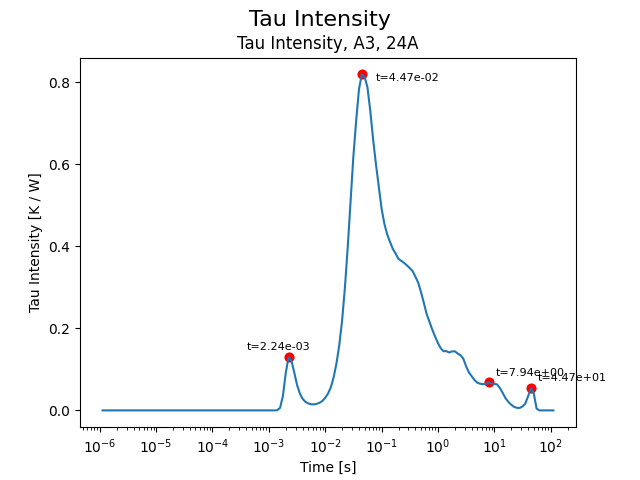 Tau Intensity
Tau Intensity, A3, 24A
t=4.47e-02
t=2.24e-03
t=7.94e+00
t=4.47e+01
0.8
0.6
0.4
0.2
0.0
Tau Intensity [K / W]
10⁻⁶ 10⁻⁵ 10⁻⁴ 10⁻³ 10⁻² 10⁻¹ 10⁰ 10¹ 10²
Time [s]